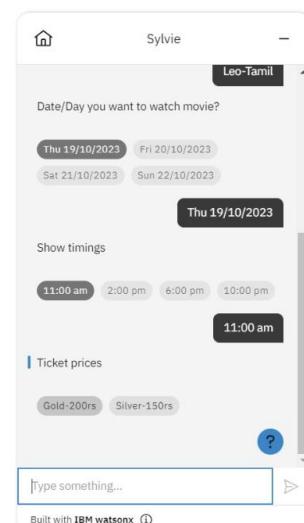 Sylvie
Leo-Tamil
Date/Day you want to watch movie?
Thu 19/10/2023 Fri 20/10/2023
Sat 21/10/2023 Sun 22/10/2023
Thu 19/10/2023
Show timings
11:00 am 2:00 pm 6:00 pm 10:00 pm
11:00 am
Ticket prices
Gold-200rs Silver-150rs
?
Type something...
Built with IBM watsonx